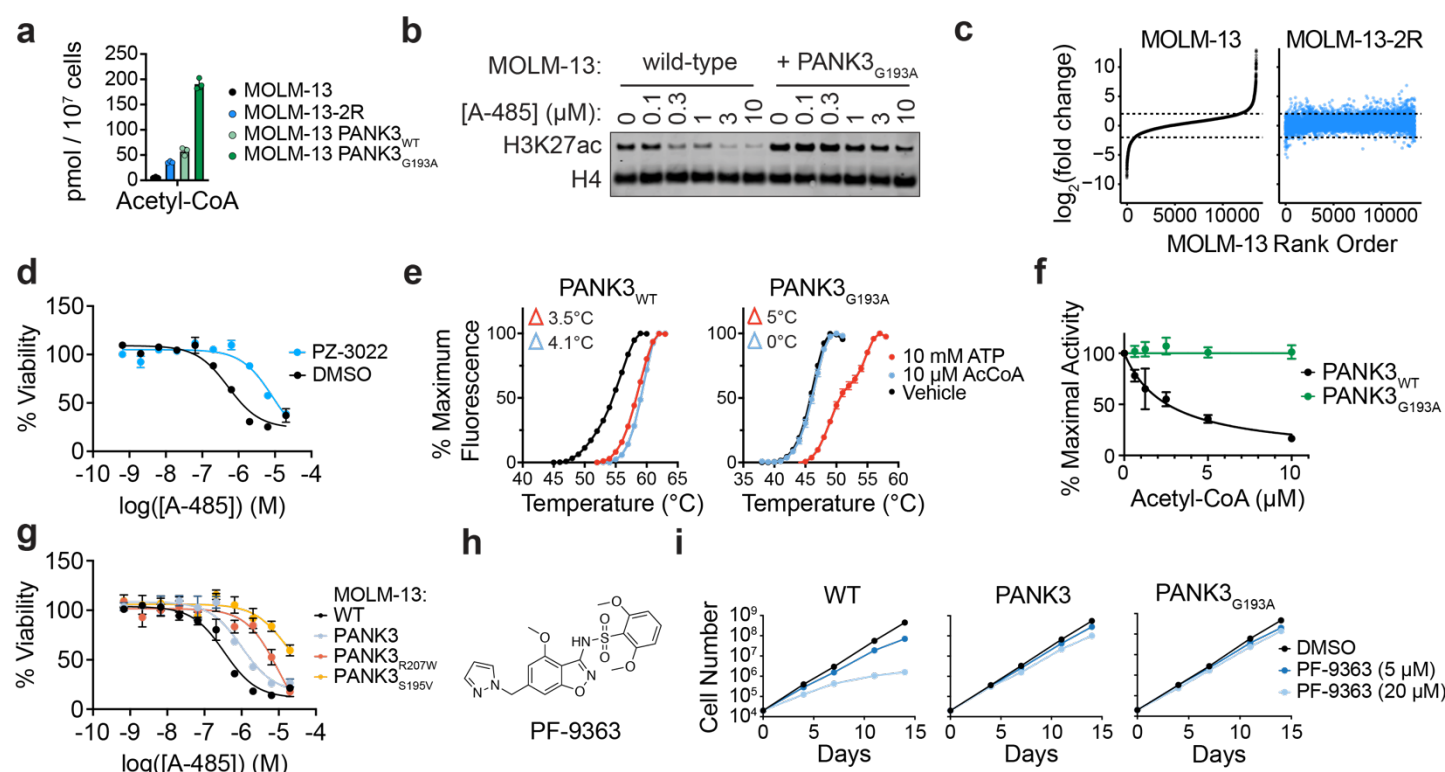 a
pmol / 10⁷ cells
250
200
150
100
50
0
Acetyl-CoA
MOLM-13
MOLM-13-2R
MOLM-13 PANK3WT
MOLM-13 PANK3G193A
b
MOLM-13: wild-type + PANK3G193A
[A-485] (μM): 0 0.1 0.3 1 3 10 0 0.1 0.3 1 3 10
H3K27ac
H4
c
MOLM-13 MOLM-13-2R
log₂(fold change)
10
5
0
−5
−10
0 5000 10000 0 5000 10000
MOLM-13 Rank Order
d
% Viability
150
100
50
0
-10 -9 -8 -7 -6 -5 -4
log([A-485]) (M)
PZ-3022
DMSO
e
PANK3WT PANK3G193A
% Maximum
Fluorescence
Δ 3.5°C
Δ 4.1°C
Δ 5°C
Δ 0°C
100
50
0
40 45 50 55 60 65
Temperature (°C)
100
50
0
35 40 45 50 55 60
Temperature (°C)
10 mM ATP
10 μM AcCoA
Vehicle
f
% Maximal Activity
100
50
0
0 5 10
Acetyl-CoA (μM)
PANK3WT
PANK3G193A
g
% Viability
150
100
50
0
-10 -9 -8 -7 -6 -5 -4
log([A-485]) (M)
MOLM-13:
WT
PANK3
PANK3R207W
PANK3S195V
h
O
HN
O
S
O
O
O
N
N
N
O
PF-9363
i
WT PANK3 PANK3G193A
Cell Number
10⁹
10⁸
10⁷
10⁶
10⁵
10⁴
0 5 10 15 0 5 10 15 0 5 10 15
Days Days Days
DMSO
PF-9363 (5 μM)
PF-9363 (20 μM)